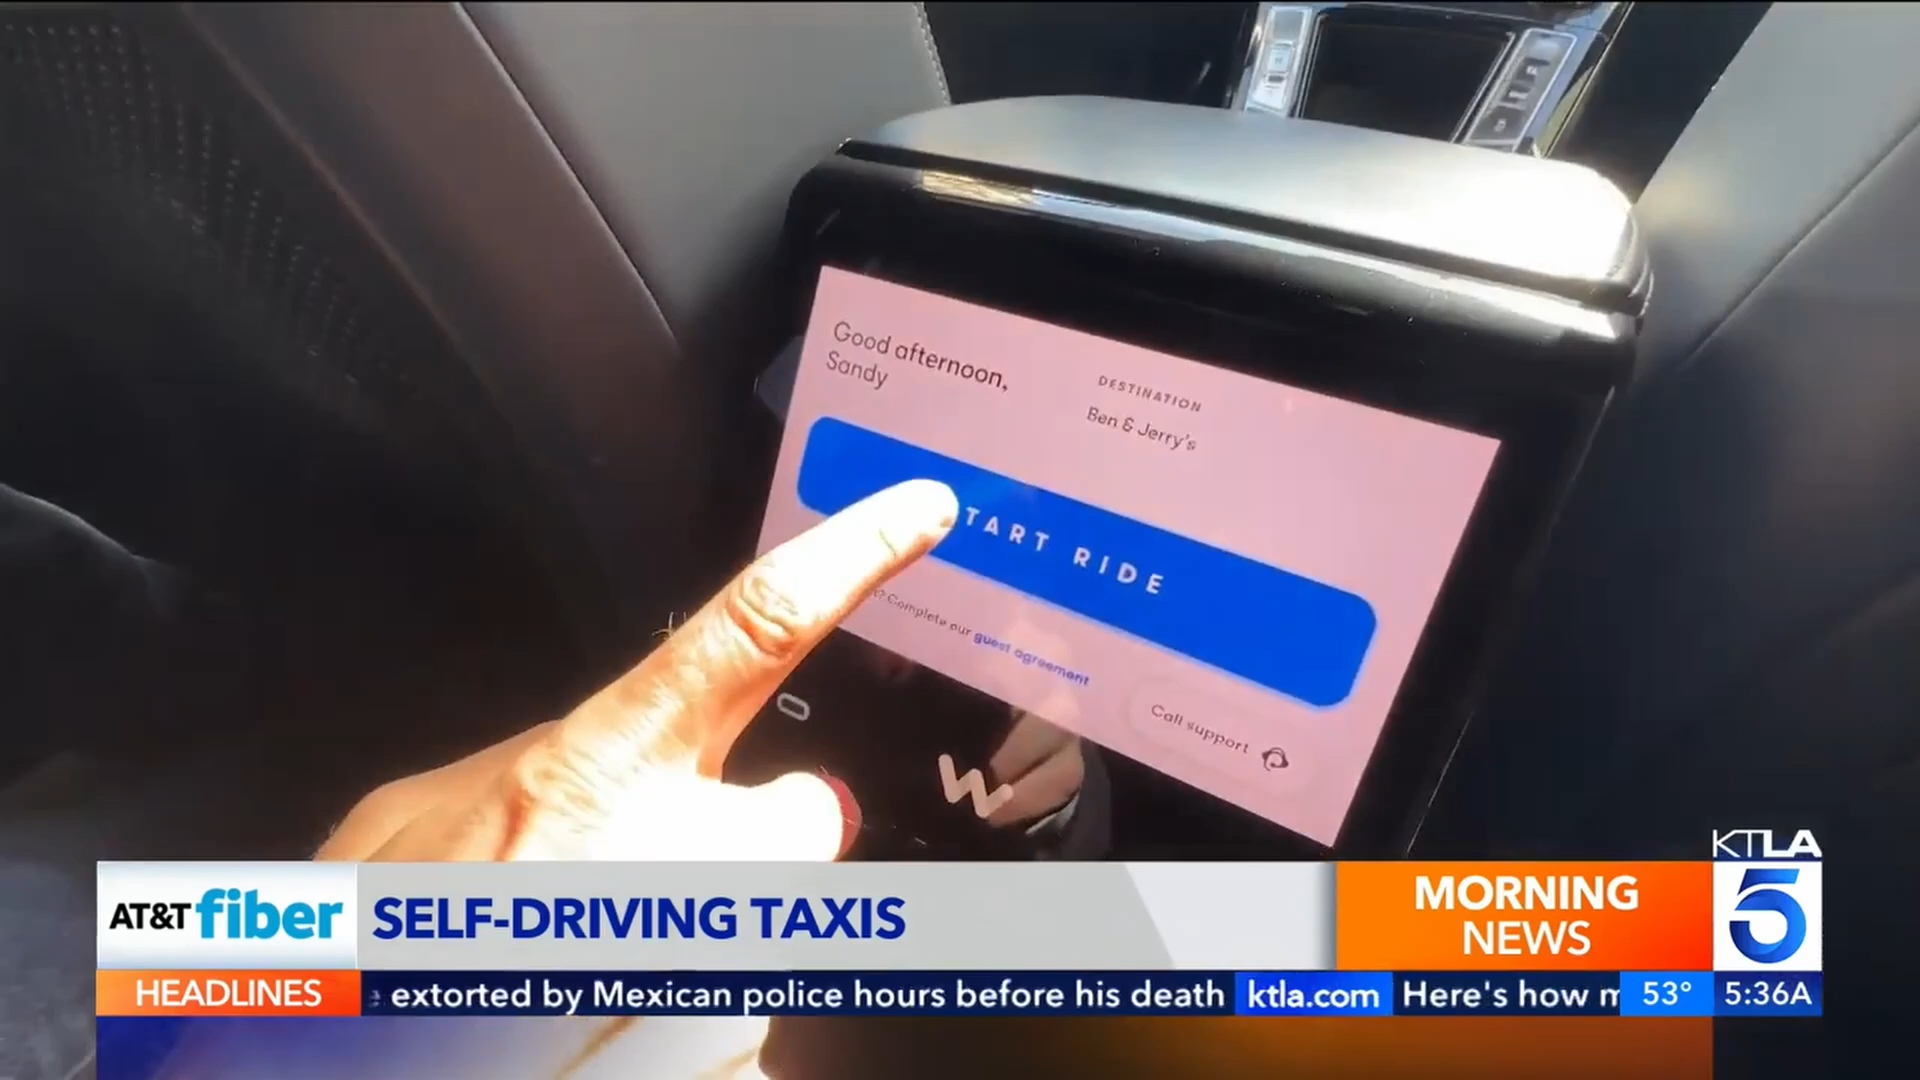 Good afternoon,
Sandy
DESTINATION
Ben & Jerry's
TART RIDE
Complete our guest agreement
Call support
KTLA
5
AT&T fiber
SELF-DRIVING TAXIS
MORNING
NEWS
HEADLINES
extorted by Mexican police hours before his death
ktla.com
Here's how
53°
5:36A